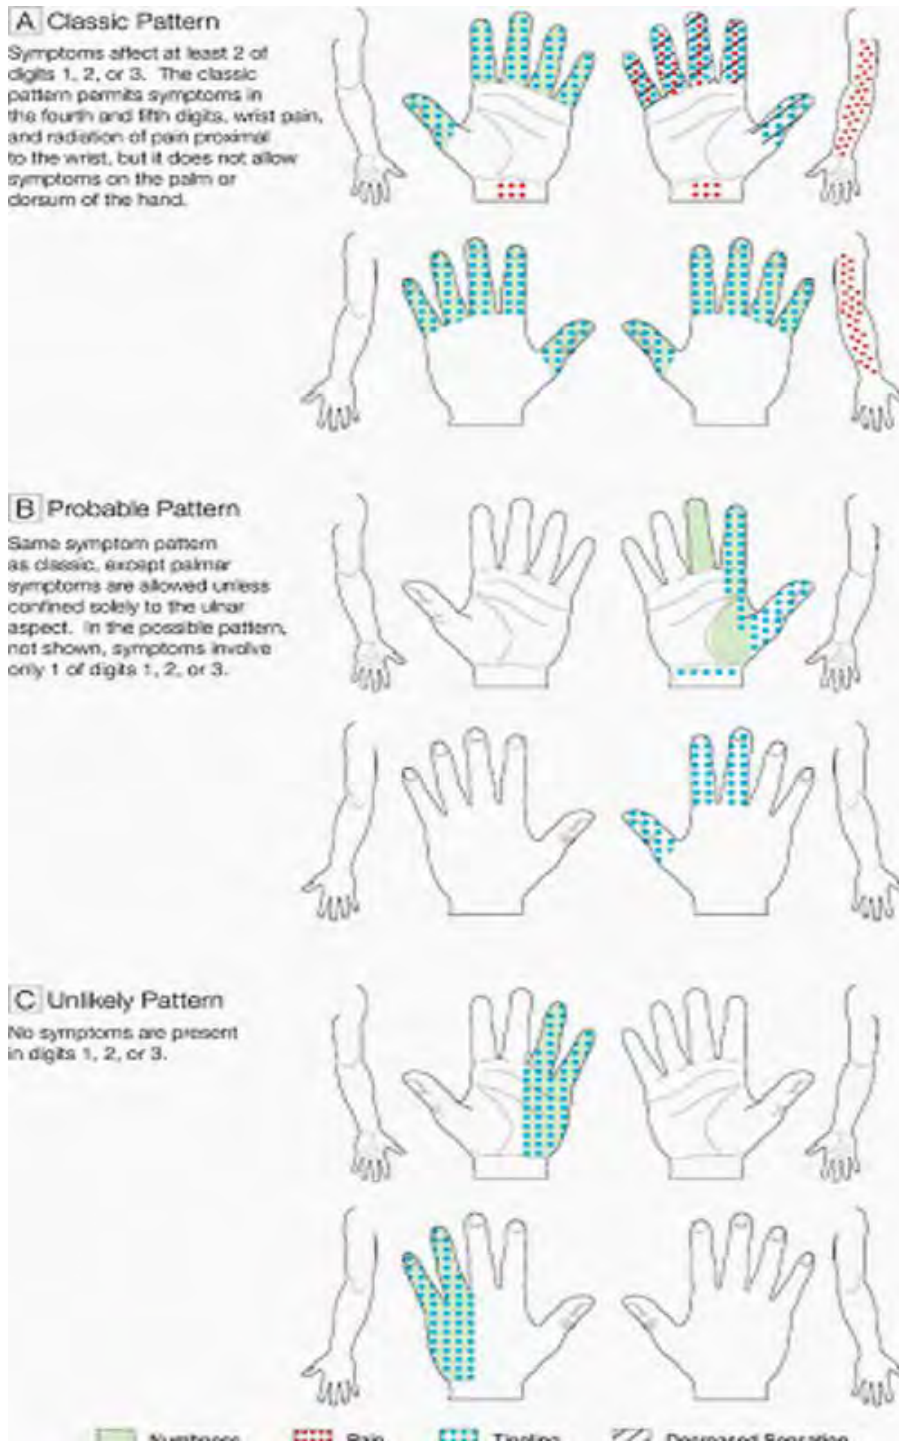 A Classic Pattern
Symptoms affect at least 2 of
digits 1, 2, or 3. The classic
pattern permits symptoms in
the fourth and fifth digits, wrist pain,
and radiation of pain proximal
to the wrist, but it does not allow
symptoms on the palm or
dorsum of the hand.
B Probable Pattern
Same symptom pattern
as classic, except palmar
symptoms are allowed unless
confined solely to the ulnar
aspect. In the possible pattern,
not shown, symptoms involve
only 1 of digits 1, 2, or 3.
C Unlikely Pattern
No symptoms are present
in digits 1, 2, or 3.
Numbness Pain Tingling Decreased Sensation